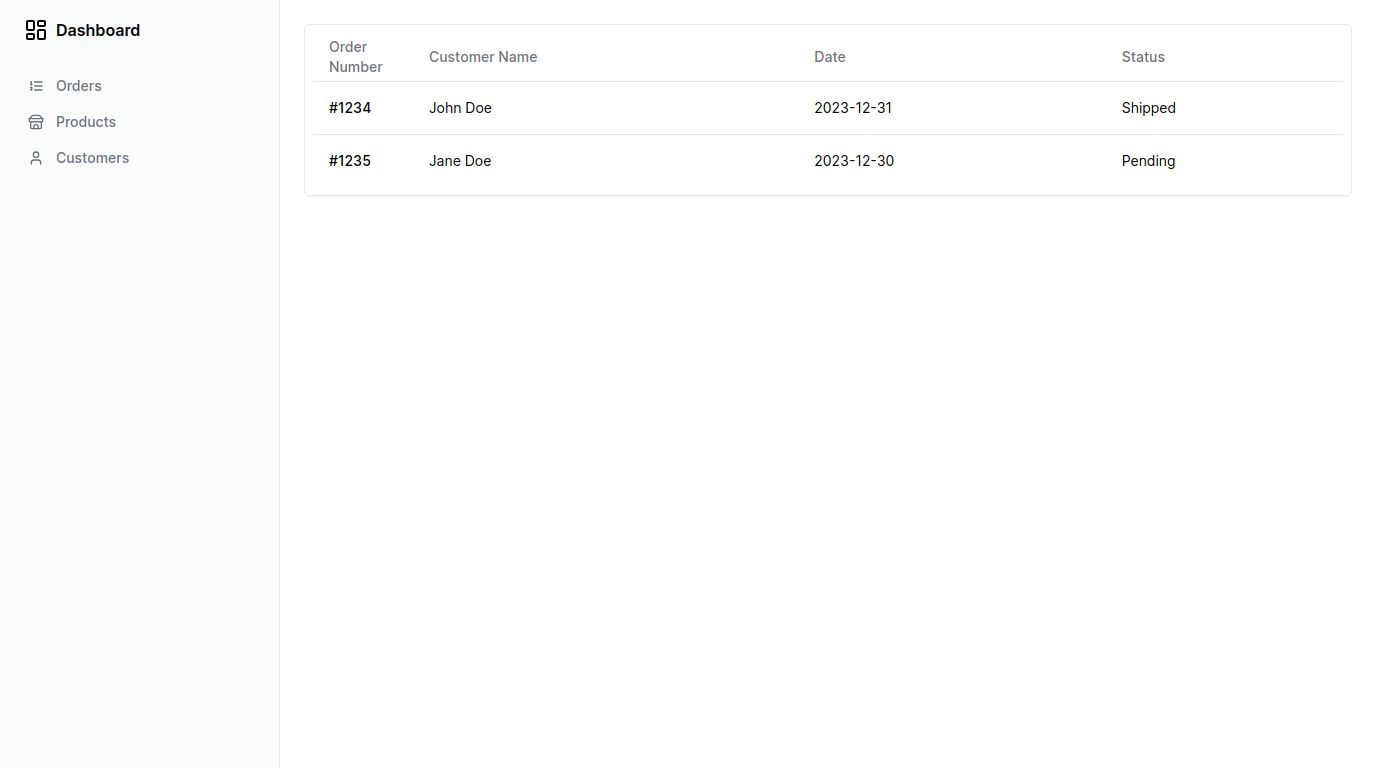 Dashboard
Orders
Products
Customers
Order
Number
Customer Name
Date
Status
#1234
John Doe
2023-12-31
Shipped
#1235
Jane Doe
2023-12-30
Pending